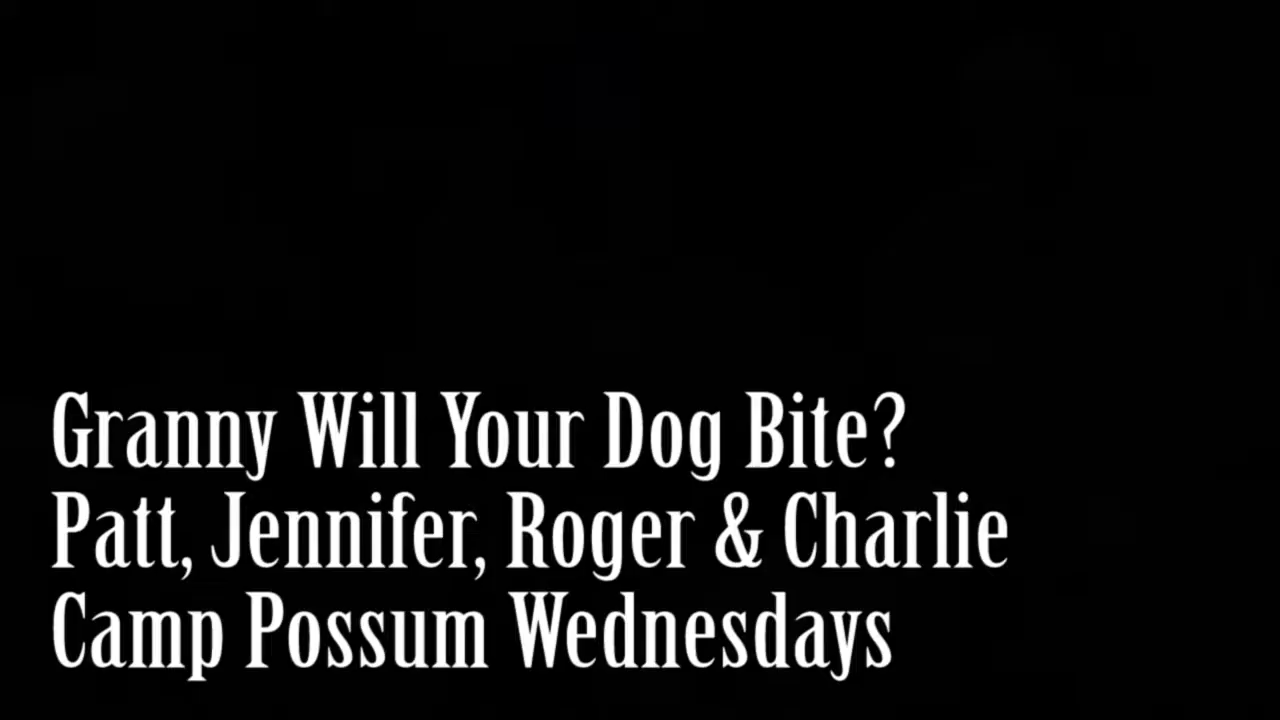 Granny Will Your Dog Bite?
Patt, Jennifer, Roger & Charlie
Camp Possum Wednesdays